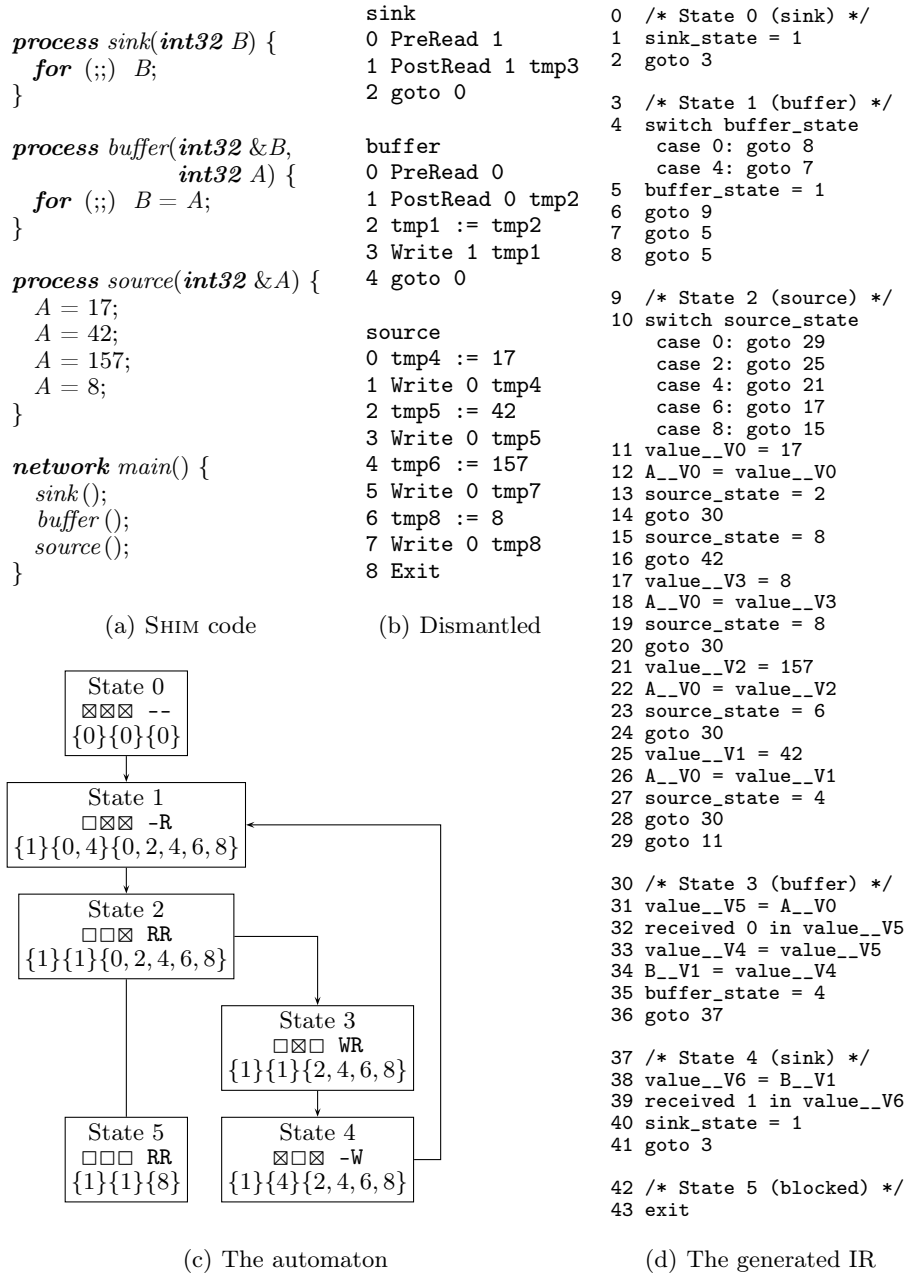 process sink(int32 B) {
  for (;;) B;
}
process buffer(int32 &B,
               int32 A) {
  for (;;) B = A;
}
process source(int32 &A) {
  A = 17;
  A = 42;
  A = 157;
  A = 8;
}
network main() {
  sink();
  buffer();
  source();
}
(a) SHIM code
sink
0 PreRead 1
1 PostRead 1 tmp3
2 goto 0
buffer
0 PreRead 0
1 PostRead 0 tmp2
2 tmp1 := tmp2
3 Write 1 tmp1
4 goto 0
source
0 tmp4 := 17
1 Write 0 tmp4
2 tmp5 := 42
3 Write 0 tmp5
4 tmp6 := 157
5 Write 0 tmp7
6 tmp8 := 8
7 Write 0 tmp8
8 Exit
(b) Dismantled
State 0
☒☒☒ --
{0}{0}{0}
State 1
□☒☒ -R
{1}{0, 4}{0, 2, 4, 6, 8}
State 2
□□☒ RR
{1}{1}{0, 2, 4, 6, 8}
State 3
□☒□ WR
{1}{1}{2, 4, 6, 8}
State 5
□□□ RR
{1}{1}{8}
State 4
☒□☒ -W
{1}{4}{2, 4, 6, 8}
(c) The automaton
0 /* State 0 (sink) */
1 sink_state = 1
2 goto 3
3 /* State 1 (buffer) */
4 switch buffer_state
   case 0: goto 8
   case 4: goto 7
5 buffer_state = 1
6 goto 9
7 goto 5
8 goto 5
9 /* State 2 (source) */
10 switch source_state
   case 0: goto 29
   case 2: goto 25
   case 4: goto 21
   case 6: goto 17
   case 8: goto 15
11 value__V0 = 17
12 A__V0 = value__V0
13 source_state = 2
14 goto 30
15 source_state = 8
16 goto 42
17 value__V3 = 8
18 A__V0 = value__V3
19 source_state = 8
20 goto 30
21 value__V2 = 157
22 A__V0 = value__V2
23 source_state = 6
24 goto 30
25 value__V1 = 42
26 A__V0 = value__V1
27 source_state = 4
28 goto 30
29 goto 11
30 /* State 3 (buffer) */
31 value__V5 = A__V0
32 received 0 in value__V5
33 value__V4 = value__V5
34 B__V1 = value__V4
35 buffer_state = 4
36 goto 37
37 /* State 4 (sink) */
38 value__V6 = B__V1
39 received 1 in value__V6
40 sink_state = 1
41 goto 3
42 /* State 5 (blocked) */
43 exit
(d) The generated IR